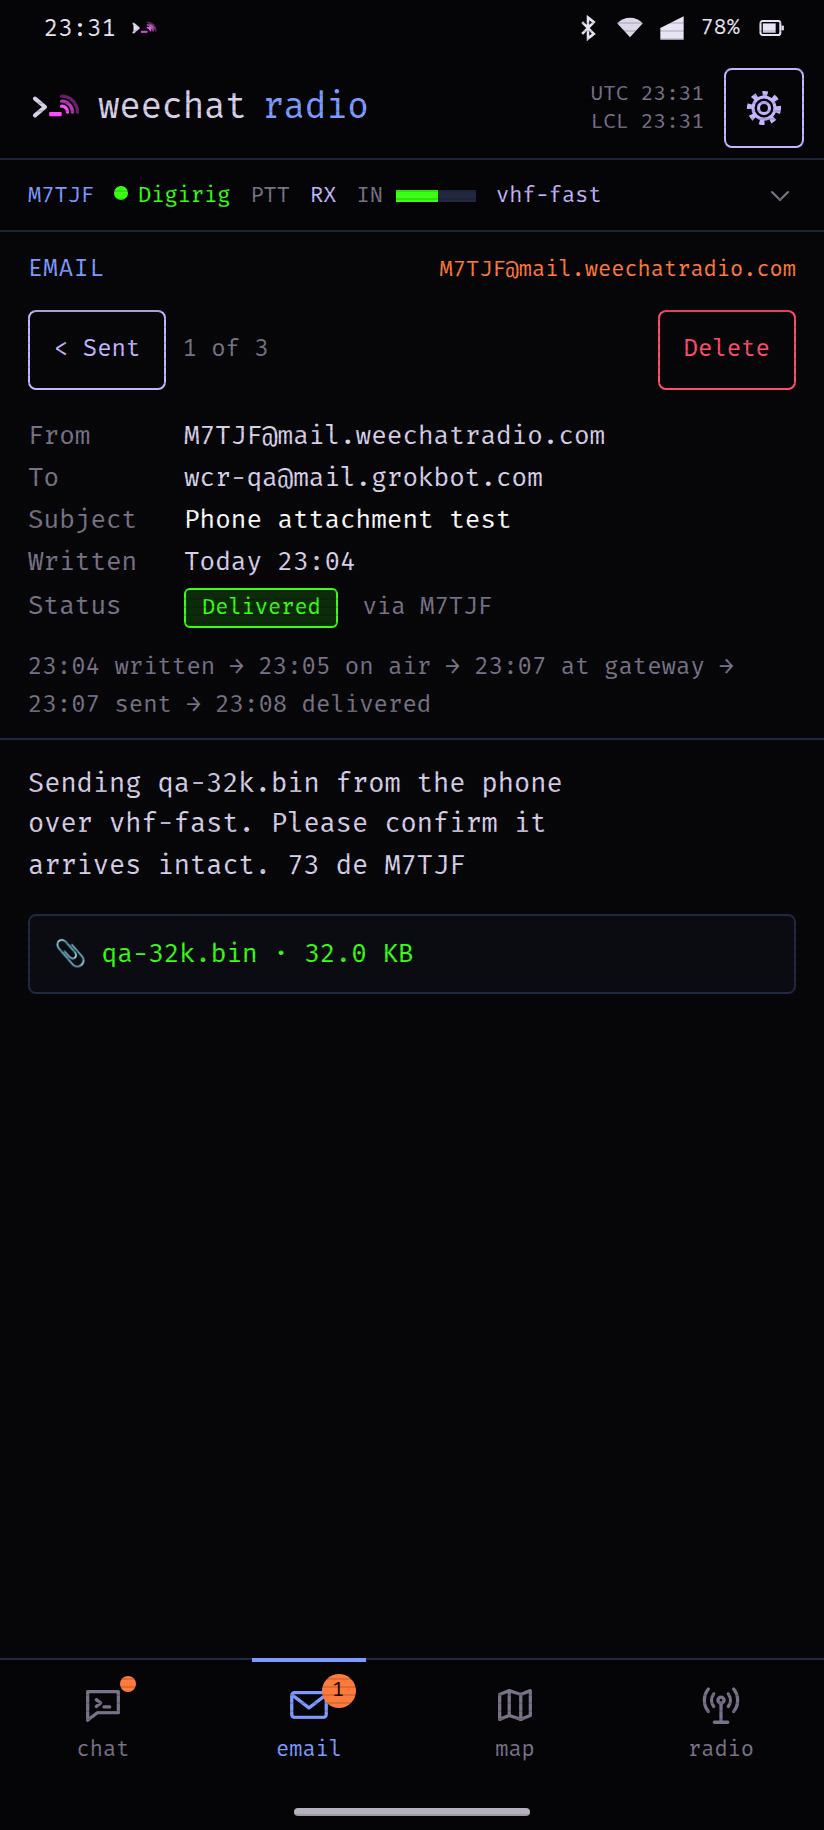 23:31 78%
weechat radio
UTC 23:31
LCL 23:31
M7TJF Digirig PTT RX IN vhf-fast
EMAIL M7TJF@mail.weechatradio.com
< Sent 1 of 3 Delete
From M7TJF@mail.weechatradio.com
To wcr-qa@mail.grokbot.com
Subject Phone attachment test
Written Today 23:04
Status Delivered via M7TJF
23:04 written → 23:05 on air → 23:07 at gateway →
23:07 sent → 23:08 delivered
Sending qa-32k.bin from the phone
over vhf-fast. Please confirm it
arrives intact. 73 de M7TJF
qa-32k.bin · 32.0 KB
1
chat email map radio